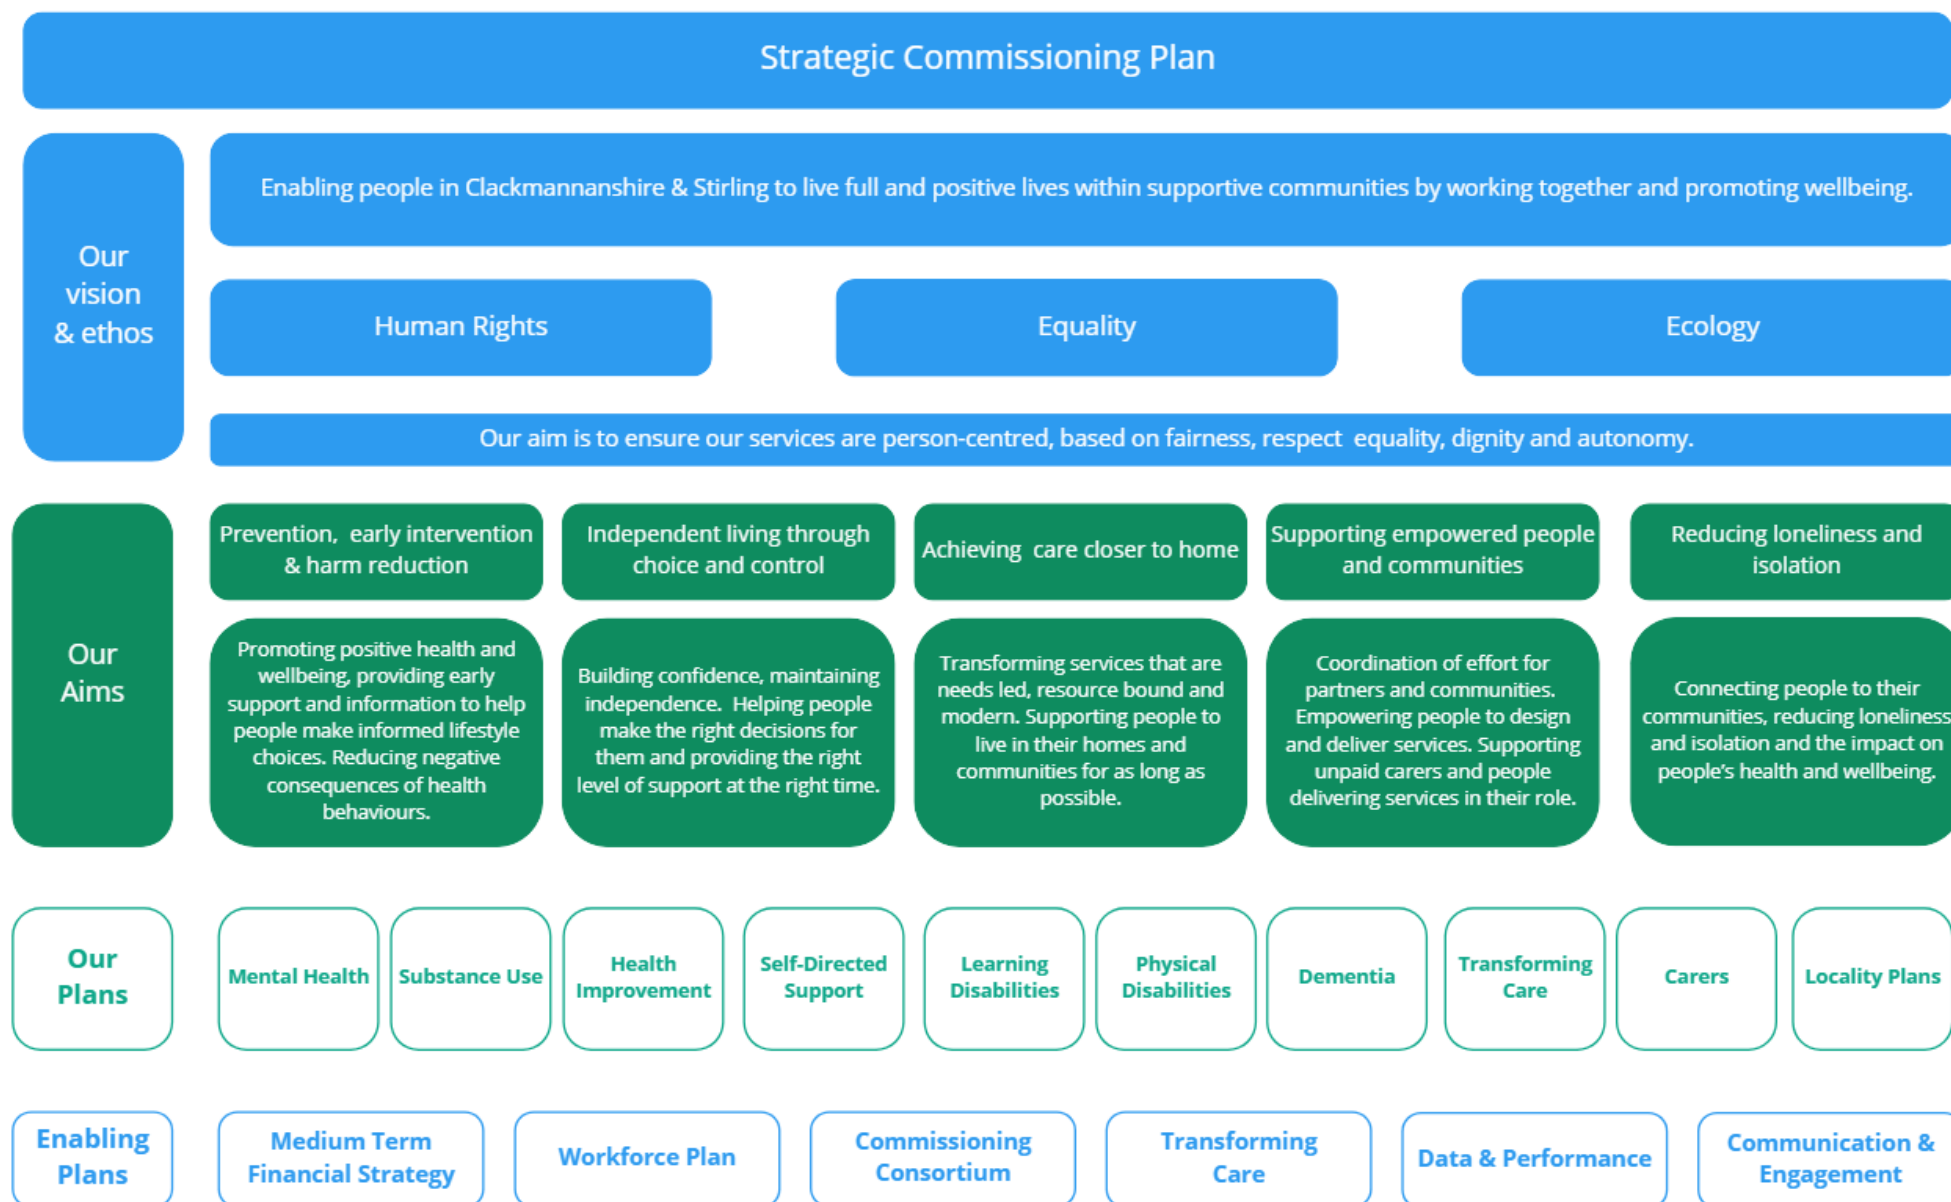 Strategic Commissioning Plan
Our
vision
& ethos
Enabling people in Clackmannanshire & Stirling to live full and positive lives within supportive communities by working together and promoting wellbeing.
Human Rights
Equality
Ecology
Our aim is to ensure our services are person-centred, based on fairness, respect  equality, dignity and autonomy.
Our
Aims
Prevention,  early intervention
& harm reduction
Independent living through
choice and control
Achieving  care closer to home
Supporting empowered people
and communities
Reducing loneliness and
isolation
Promoting positive health and
wellbeing, providing early
support and information to help
people make informed lifestyle
choices. Reducing negative
consequences of health
behaviours.
Building confidence, maintaining
independence.  Helping people
make the right decisions for
them and providing the right
level of support at the right time.
Transforming services that are
needs led, resource bound and
modern. Supporting people to
live in their homes and
communities for as long as
possible.
Coordination of effort for
partners and communities.
Empowering people to design
and deliver services. Supporting
unpaid carers and people
delivering services in their role.
Connecting people to their
communities, reducing loneliness
and isolation and the impact on
people's health and wellbeing.
Our
Plans
Mental Health
Substance Use
Health
Improvement
Self-Directed
Support
Learning
Disabilities
Physical
Disabilities
Dementia
Transforming
Care
Carers
Locality Plans
Enabling
Plans
Medium Term
Financial Strategy
Workforce Plan
Commissioning
Consortium
Transforming
Care
Data & Performance
Communication &
Engagement